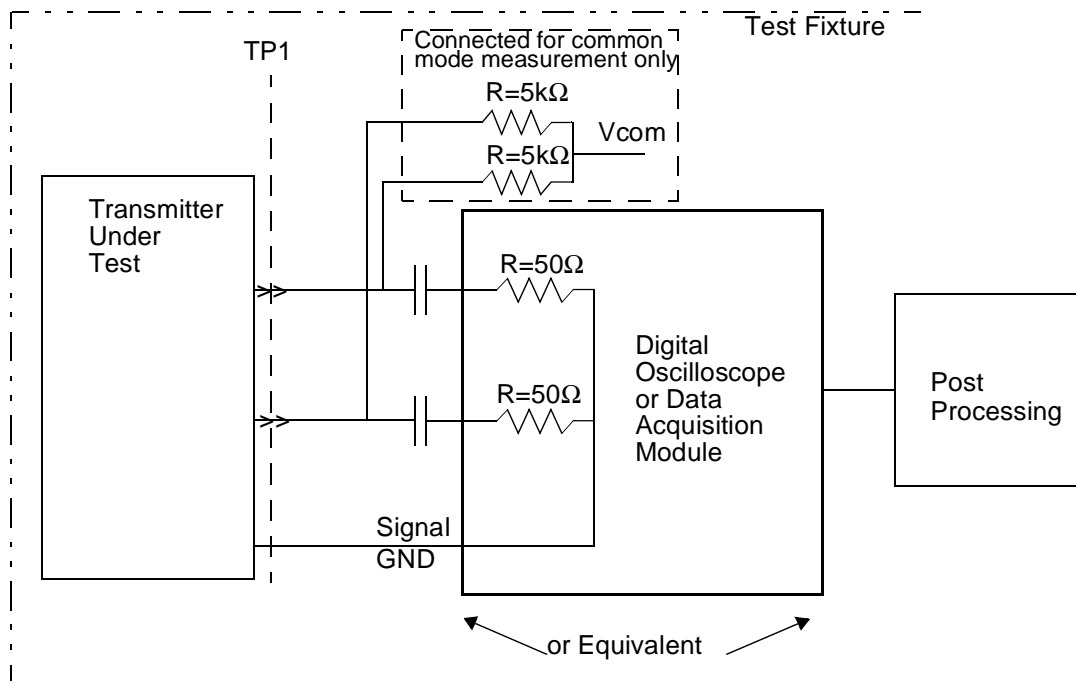 Test Fixture
TP1
Connected for common
mode measurement only
R=5kΩ
Vcom
R=5kΩ
Transmitter
Under
Test
R=50Ω
R=50Ω
Digital
Oscilloscope
or Data
Acquisition
Module
Post
Processing
Signal
GND
or Equivalent